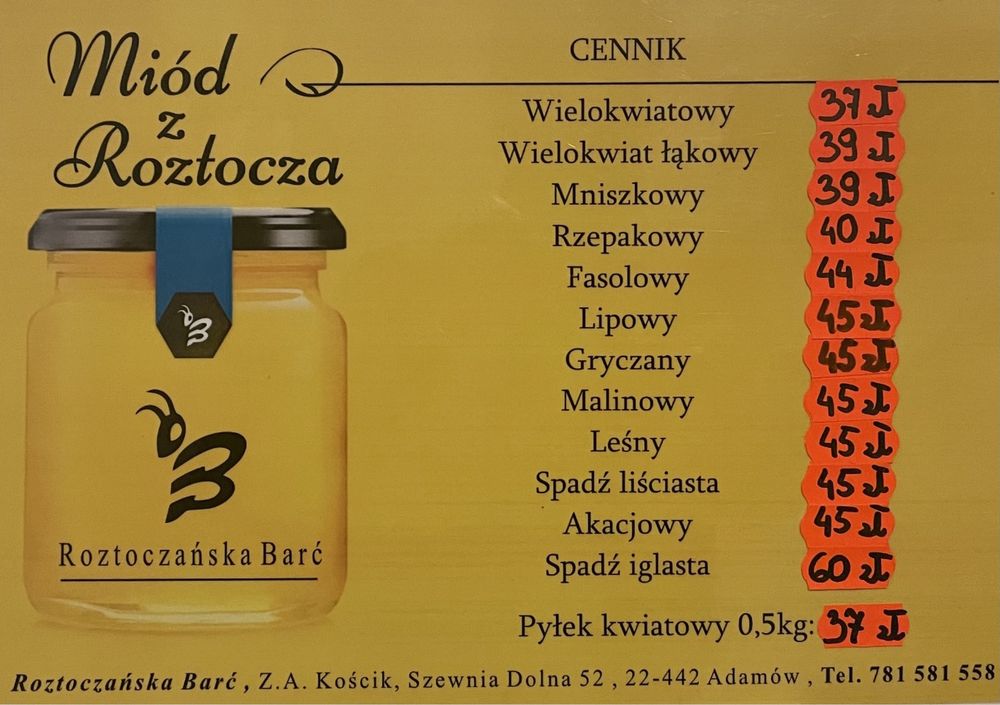 Miód
z
Roztocza
CENNIK
Wielokwiatowy 37 zł
Wielokwiat łąkowy 39 zł
Mniszkowy 39 zł
Rzepakowy 40 zł
Fasolowy 44 zł
Lipowy 45 zł
Gryczany 45 zł
Malinowy 45 zł
Leśny 45 zł
Spadź liściasta 45 zł
Akacjowy 45 zł
Spadź iglasta 60 zł
Pyłek kwiatowy 0,5kg: 37 zł
Roztoczańska Barć
Roztoczańska Barć , Z.A. Kościk, Szewnia Dolna 52 , 22-442 Adamów , Tel. 781 581 558